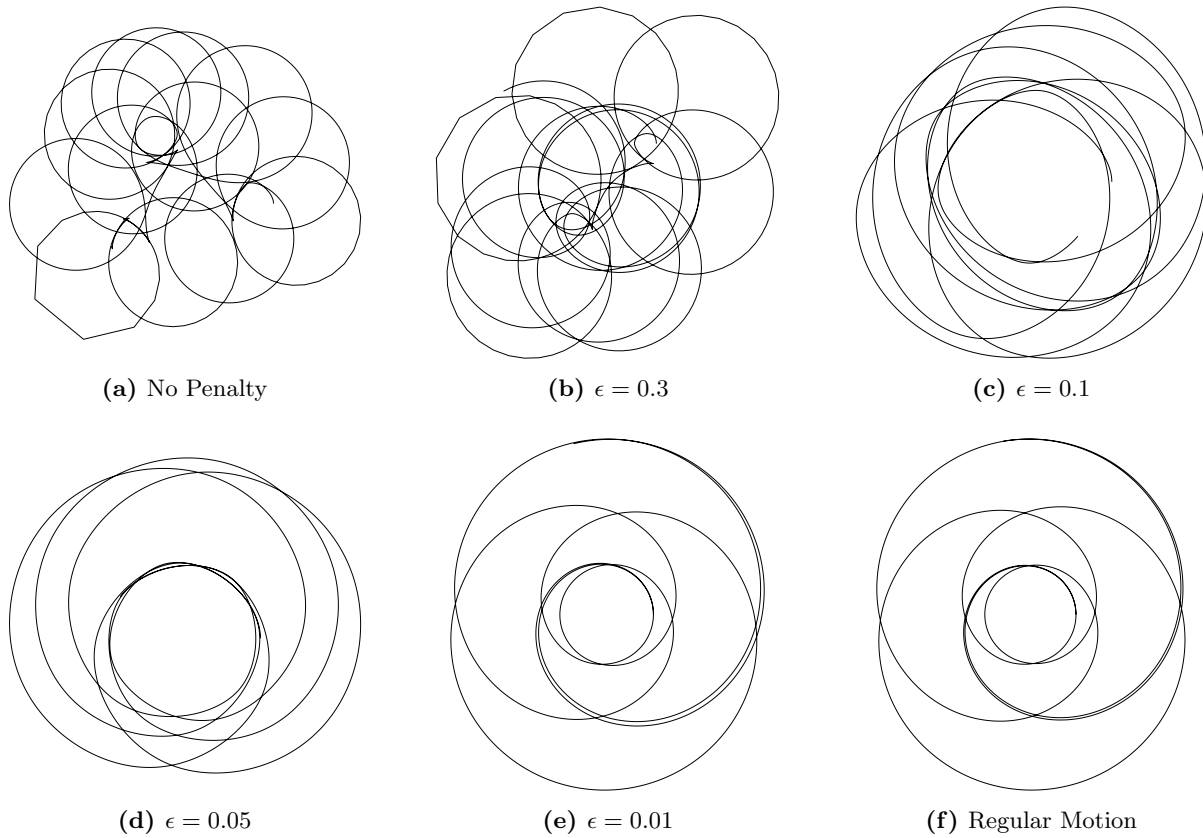 (a) No Penalty
(b) ϵ = 0.3
(c) ϵ = 0.1
(d) ϵ = 0.05
(e) ϵ = 0.01
(f) Regular Motion